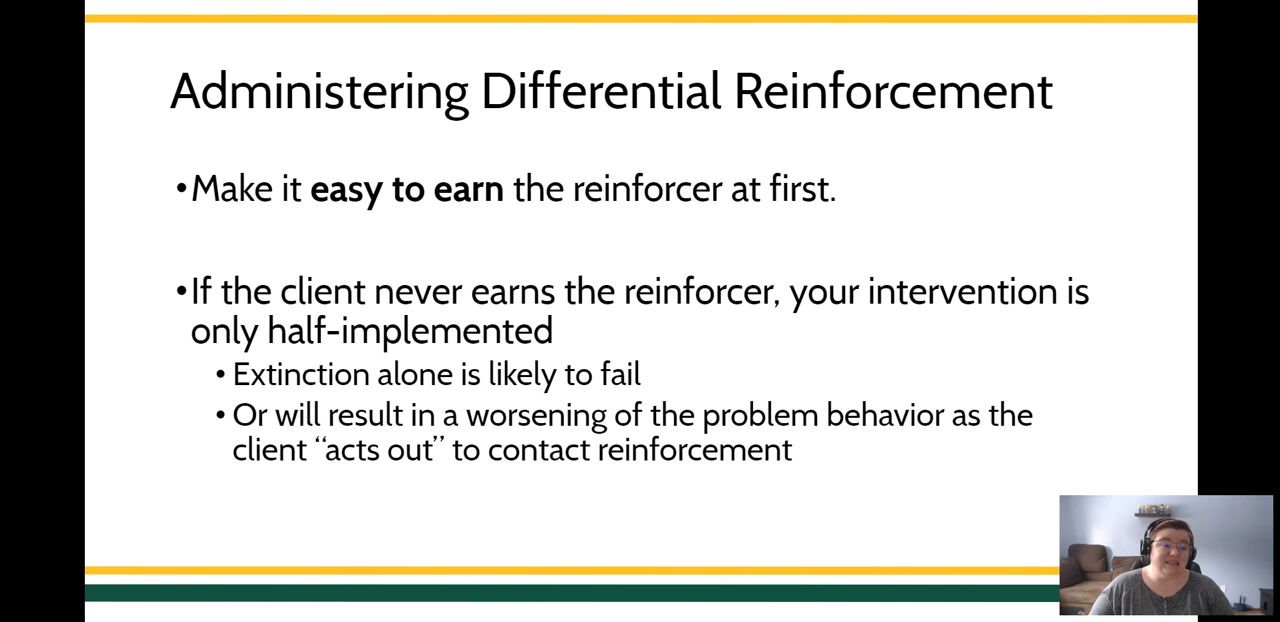 Administering Differential Reinforcement
•Make it easy to earn the reinforcer at first.
•If the client never earns the reinforcer, your intervention is
only half-implemented
• Extinction alone is likely to fail
• Or will result in a worsening of the problem behavior as the
client “acts out” to contact reinforcement